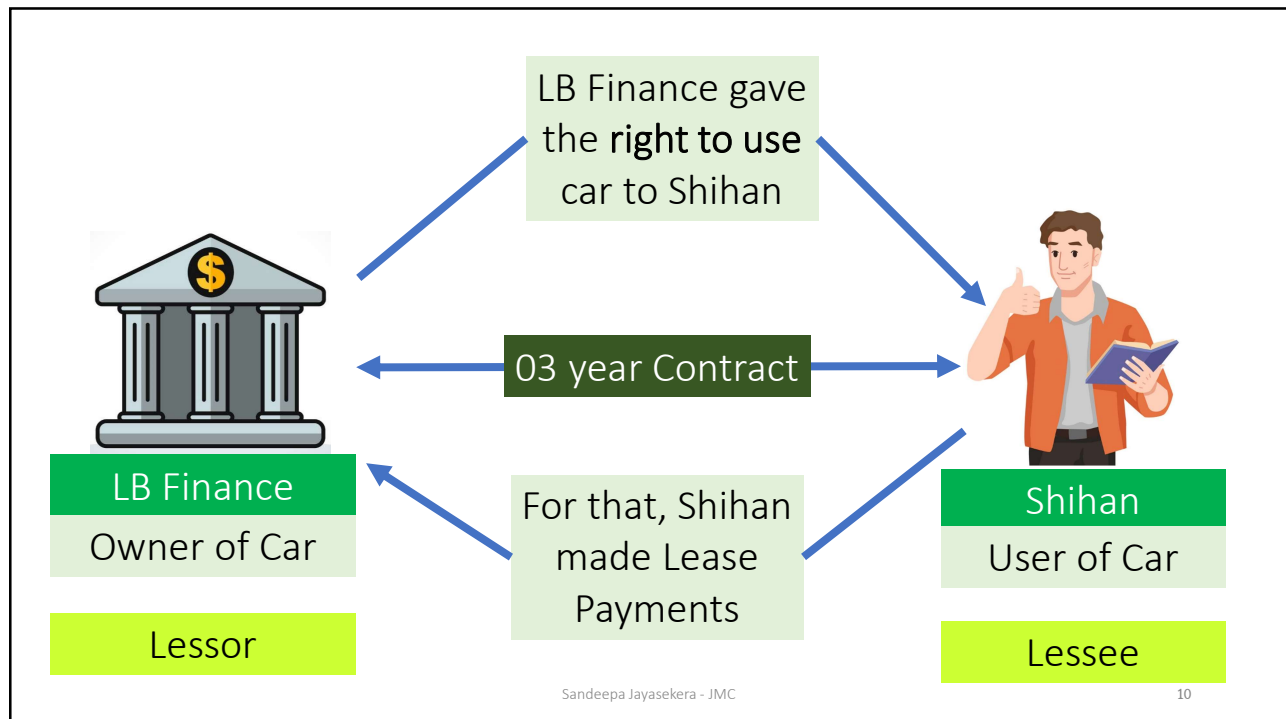 LB Finance gave
the right to use
car to Shihan
$
03 year Contract
LB Finance
Owner of Car
Lessor
For that, Shihan
made Lease
Payments
Shihan
User of Car
Lessee
Sandeepa Jayasekera - JMC
10